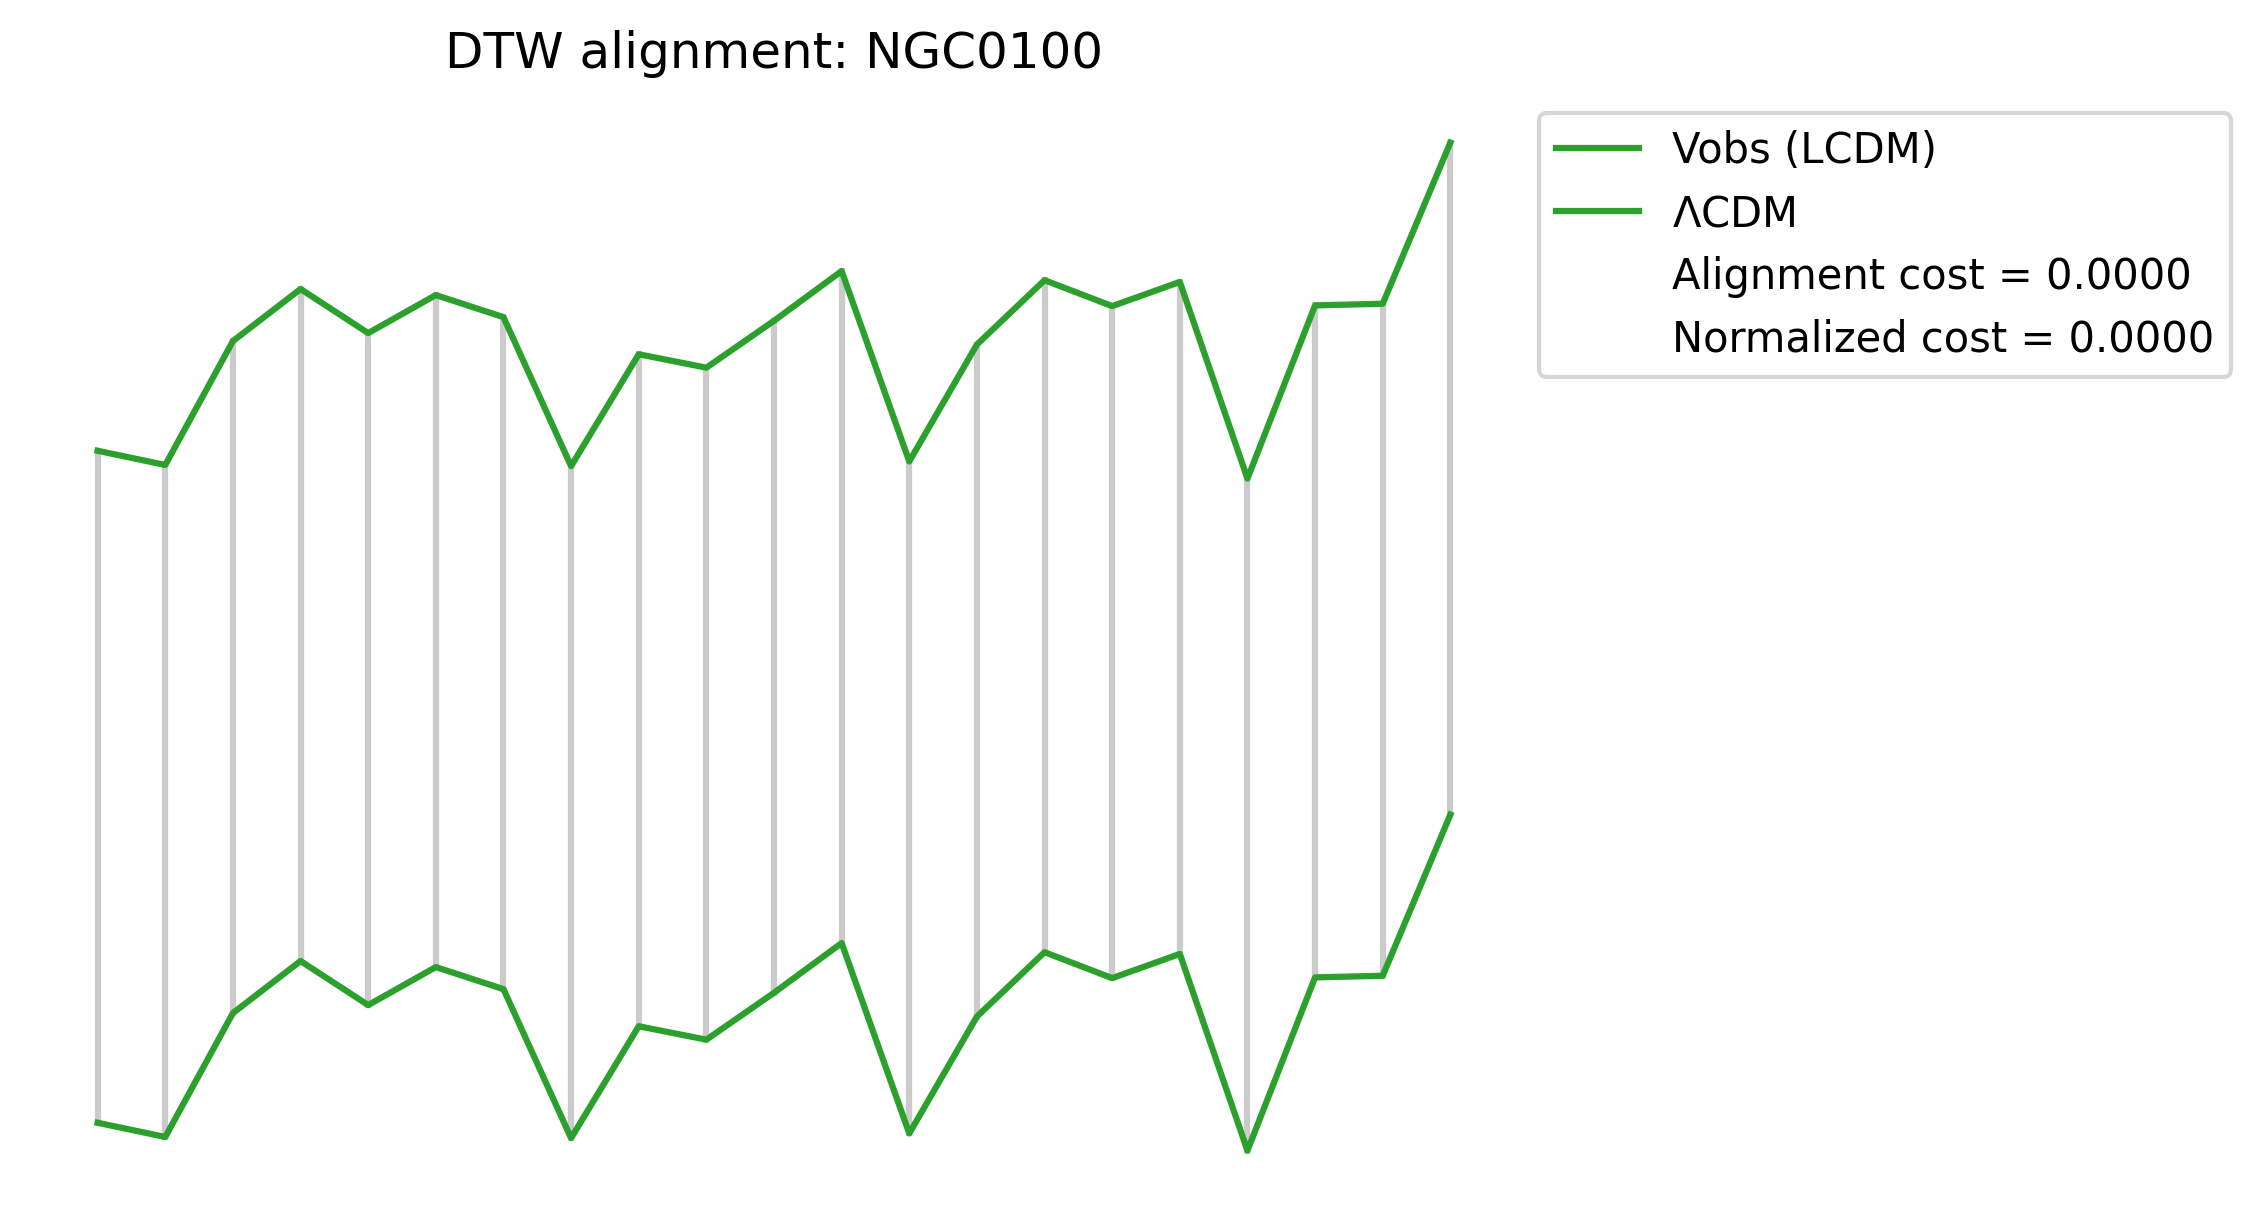 DTW alignment: NGC0100
Vobs (LCDM)
ΛCDM
Alignment cost = 0.0000
Normalized cost = 0.0000